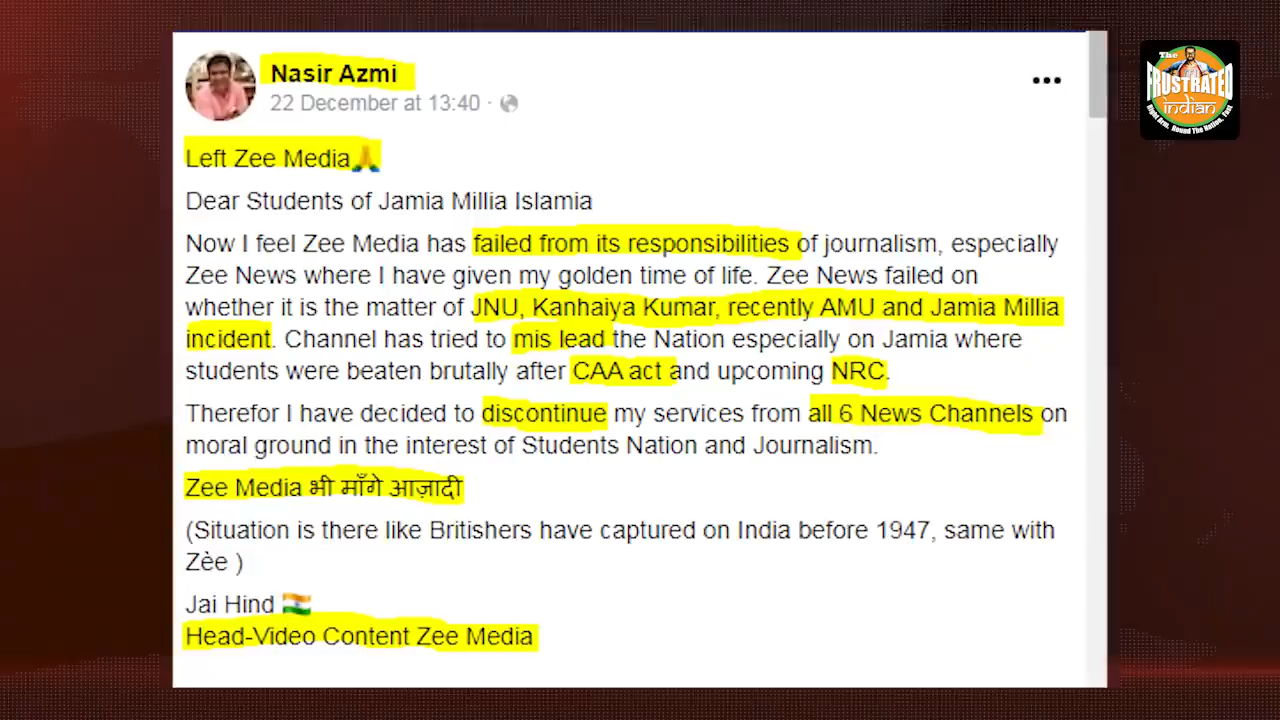 Nasir Azmi
22 December at 13:40 ·
Left Zee Media🙏
Dear Students of Jamia Millia Islamia
Now I feel Zee Media has failed from its responsibilities of journalism, especially
Zee News where I have given my golden time of life. Zee News failed on
whether it is the matter of JNU, Kanhaiya Kumar, recently AMU and Jamia Millia
incident. Channel has tried to mis lead the Nation especially on Jamia where
students were beaten brutally after CAA act and upcoming NRC.
Therefor I have decided to discontinue my services from all 6 News Channels on
moral ground in the interest of Students Nation and Journalism.
Zee Media भी माँगे आज़ादी
(Situation is there like Britishers have captured on India before 1947, same with
Zèe )
Jai Hind 🇮🇳
Head-Video Content Zee Media
The
FRUSTRATED
indian
Right Arm, Around The Nation, Fast